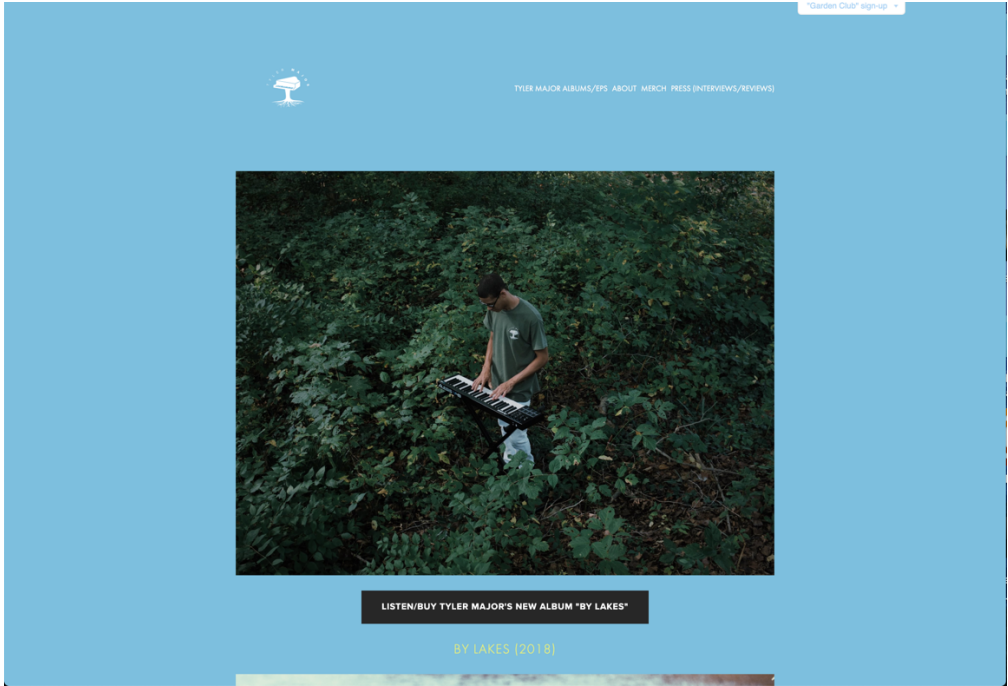 "Garden Club" sign-up
TYLER MAJOR ALBUMS/EPS ABOUT MERCH PRESS (INTERVIEWS/REVIEWS)
LISTEN/BUY TYLER MAJOR'S NEW ALBUM "BY LAKES"
BY LAKES (2018)